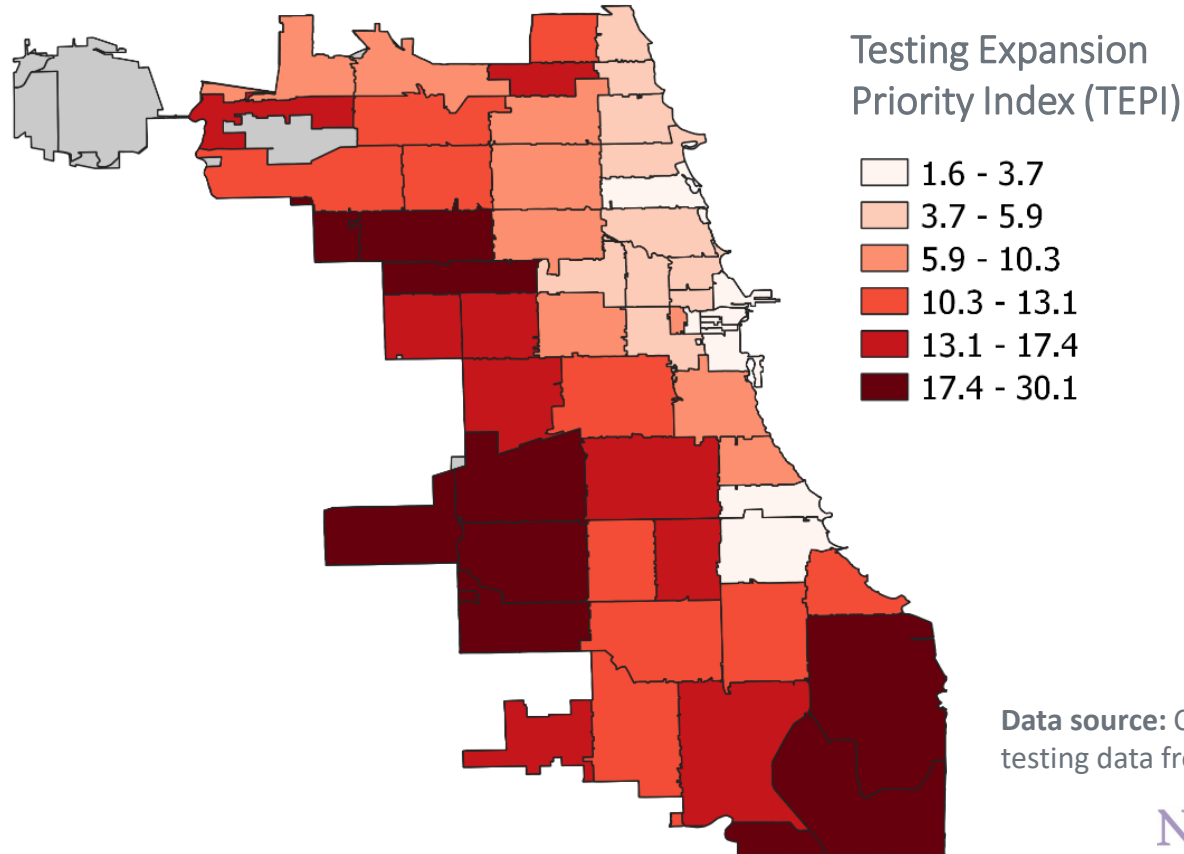 Testing Expansion
Priority Index (TEPI)
1.6 - 3.7
3.7 - 5.9
5.9 - 10.3
10.3 - 13.1
13.1 - 17.4
17.4 - 30.1
Data source:
testing data
N